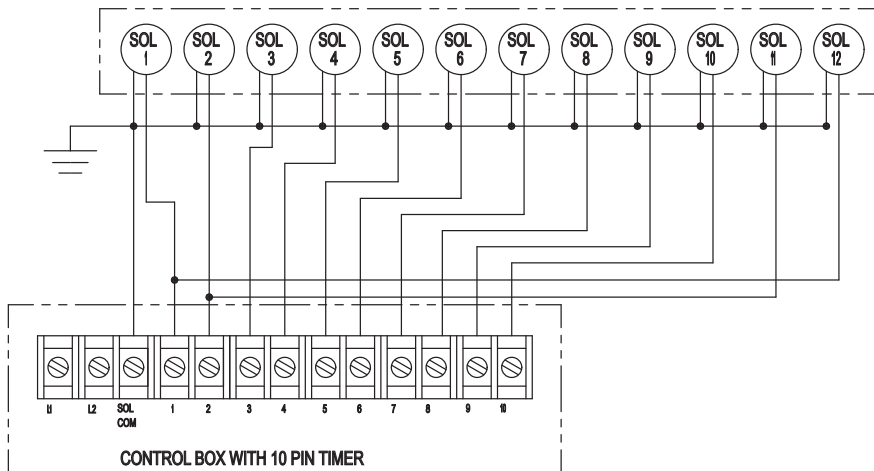 SOL 1 SOL 2 SOL 3 SOL 4 SOL 5 SOL 6 SOL 7 SOL 8 SOL 9 SOL 10 SOL 11 SOL 12
L1 L2 SOL COM 1 2 3 4 5 6 7 8 9 10
CONTROL BOX WITH 10 PIN TIMER